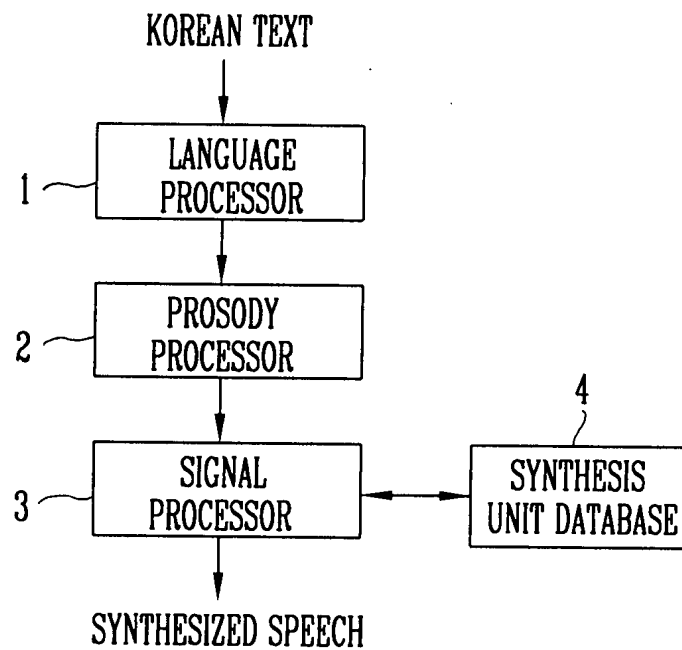 KOREAN TEXT
1
LANGUAGE
PROCESSOR
2
PROSODY
PROCESSOR
3
SIGNAL
PROCESSOR
4
SYNTHESIS
UNIT DATABASE
SYNTHESIZED SPEECH